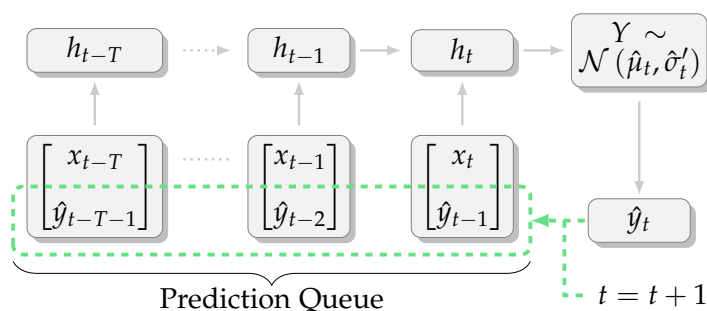 h_{t−T} h_{t−1} h_t Y ∼
𝒩 (μ̂_t, σ̂′_t)
[x_{t−T} ŷ_{t−T−1}] [x_{t−1} ŷ_{t−2}] [x_t ŷ_{t−1}] ŷ_t
t = t + 1
Prediction Queue